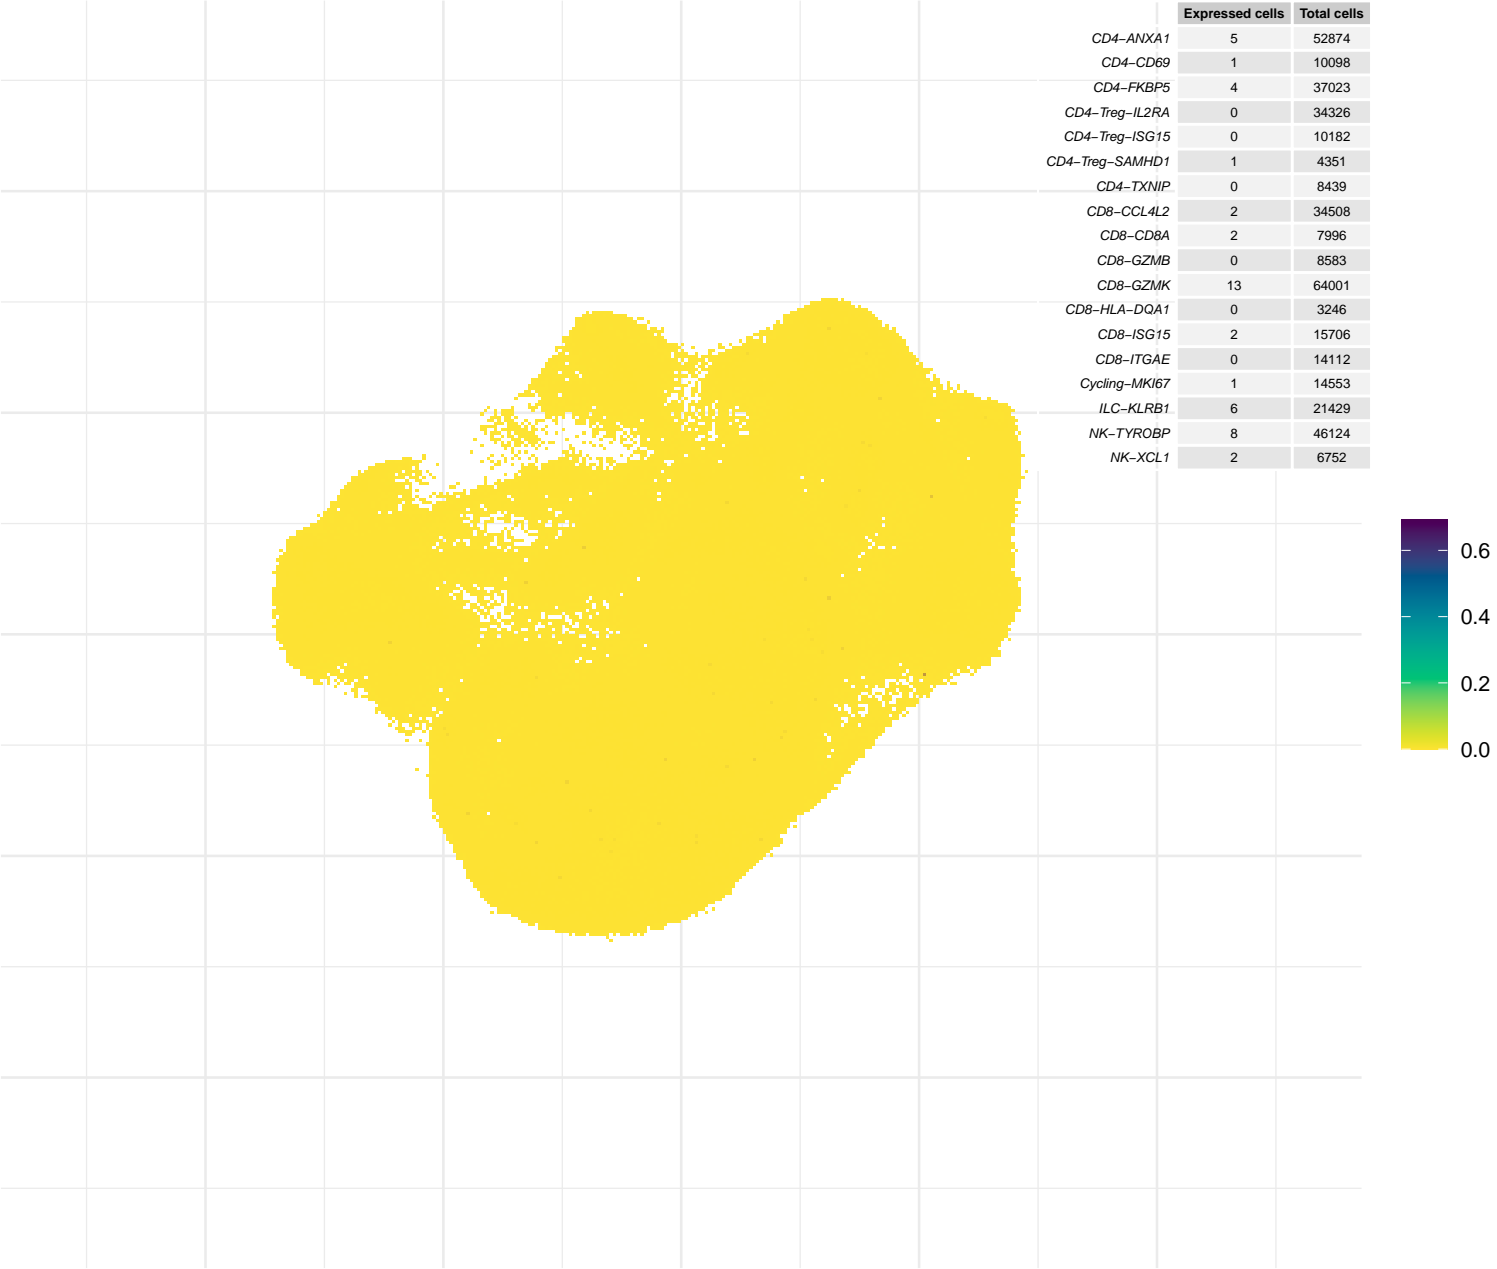 Expressed cells Total cells
CD4−ANXA1 5 52874
CD4−CD69 1 10098
CD4−FKBP5 4 37023
CD4−Treg−IL2RA 0 34326
CD4−Treg−ISG15 0 10182
CD4−Treg−SAMHD1 1 4351
CD4−TXNIP 0 8439
CD8−CCL4L2 2 34508
CD8−CD8A 2 7996
CD8−GZMB 0 8583
CD8−GZMK 13 64001
CD8−HLA−DQA1 0 3246
CD8−ISG15 2 15706
CD8−ITGAE 0 14112
Cycling−MKI67 1 14553
ILC−KLRB1 6 21429
NK−TYROBP 8 46124
NK−XCL1 2 6752
0.6
0.4
0.2
0.0